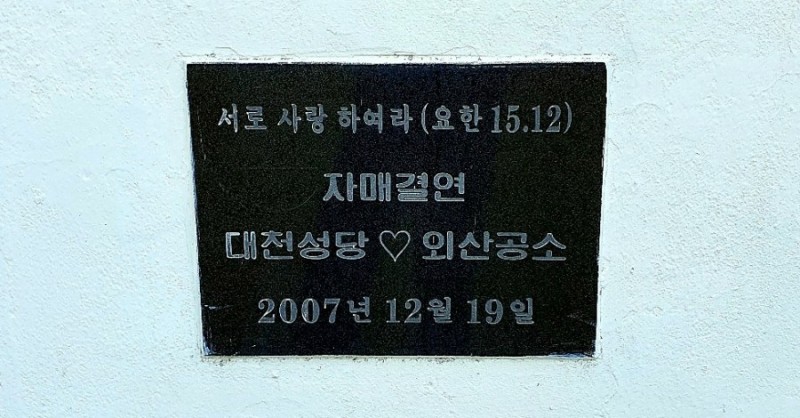 서로 사랑 하여라 (요한 15.12)
자매결연
대천성당 ♡ 외산공소
2007년 12월 19일